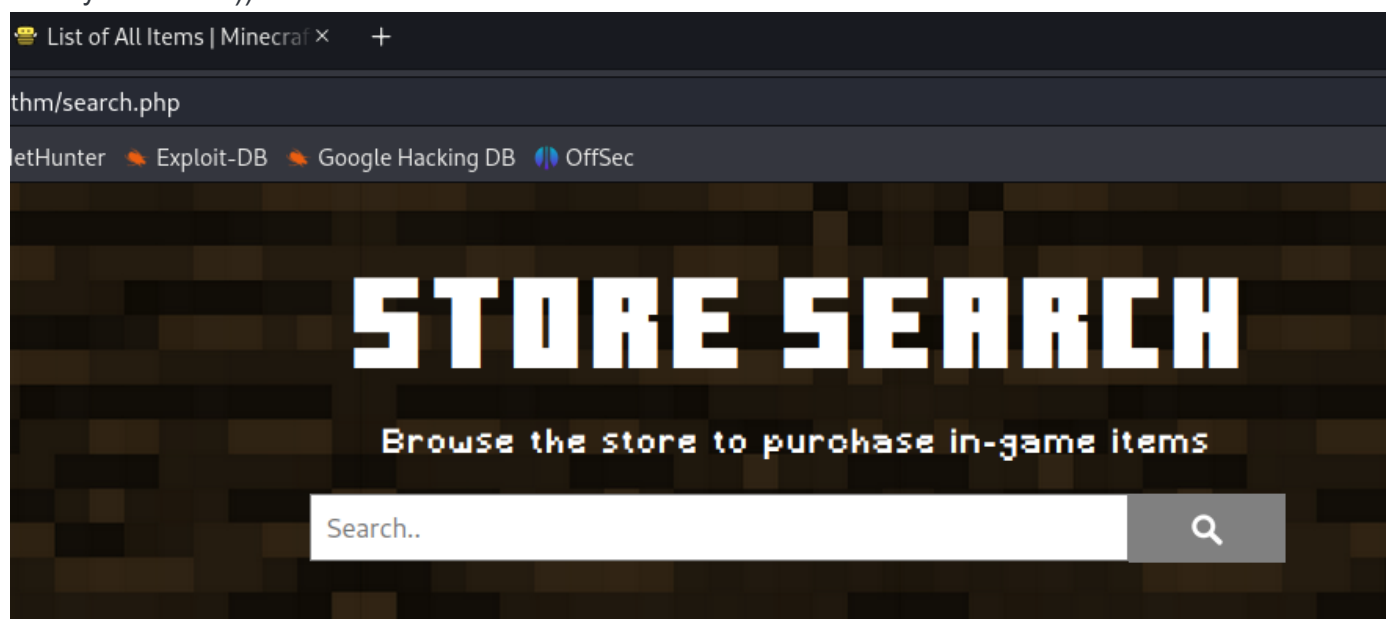 List of All Items | Minecraf
thm/search.php
letHunter Exploit-DB Google Hacking DB OffSec
STORE SEARCH
Browse the store to purchase in-game items
Search..